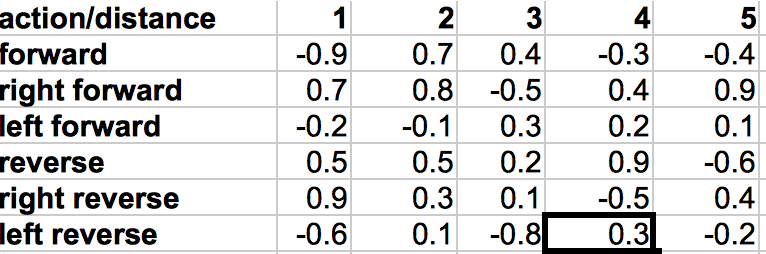 action/distance 1 2 3 4 5
forward -0.9 0.7 0.4 -0.3 -0.4
right forward 0.7 0.8 -0.5 0.4 0.9
left forward -0.2 -0.1 0.3 0.2 0.1
reverse 0.5 0.5 0.2 0.9 -0.6
right reverse 0.9 0.3 0.1 -0.5 0.4
left reverse -0.6 0.1 -0.8 0.3 -0.2